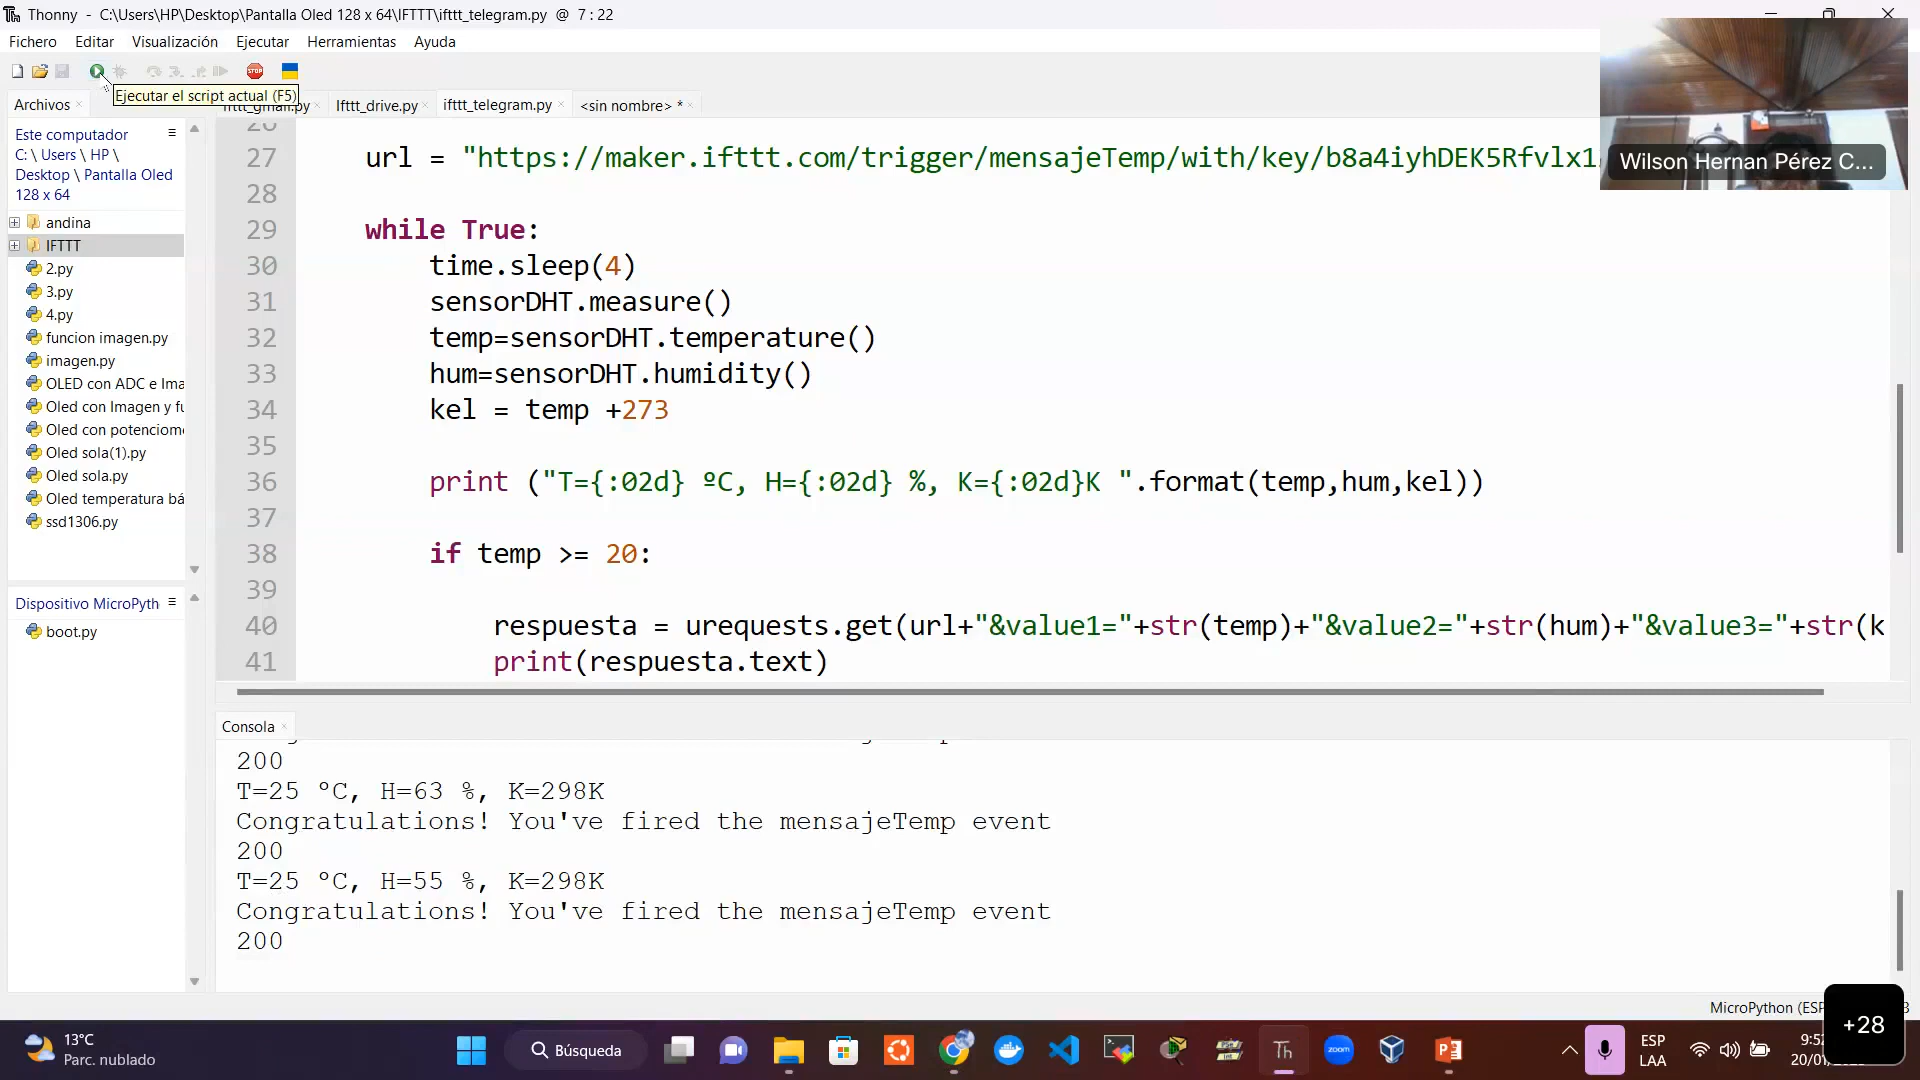 Thonny - C:\Users\HP\Desktop\Pantalla Oled 128 x 64\IFTTT\ifttt_telegram.py @ 7 : 22
Fichero Editar Visualización Ejecutar Herramientas Ayuda
Ejecutar el script actual (F5)
Archivos
Ifttt_drive.py
ifttt_telegram.py
<sin nombre> *
Este computador
C: \ Users \ HP \
Desktop \ Pantalla Oled
128 x 64
andina
IFTTT
2.py
3.py
4.py
funcion imagen.py
imagen.py
OLED con ADC e Ima
Oled con Imagen y fu
Oled con potenciom
Oled sola(1).py
Oled sola.py
Oled temperatura bá
ssd1306.py
Dispositivo MicroPyth
boot.py
26
27 url = "https://maker.ifttt.com/trigger/mensajeTemp/with/key/b8a4iyhDEK5Rfvlx1
28
29 while True:
30 time.sleep(4)
31 sensorDHT.measure()
32 temp=sensorDHT.temperature()
33 hum=sensorDHT.humidity()
34 kel = temp +273
35
36 print ("T={:02d} ºC, H={:02d} %, K={:02d}K ".format(temp,hum,kel))
37
38 if temp >= 20:
39
40 respuesta = urequests.get(url+"&value1="+str(temp)+"&value2="+str(hum)+"&value3="+str(k
41 print(respuesta.text)
Wilson Hernan Pérez C...
Consola
200
T=25 ºC, H=63 %, K=298K
Congratulations! You've fired the mensajeTemp event
200
T=25 ºC, H=55 %, K=298K
Congratulations! You've fired the mensajeTemp event
200
MicroPython (ESP
+28
13°C
Parc. nublado
Búsqueda
Th
zoom
ESP
LAA
9:5
20/0